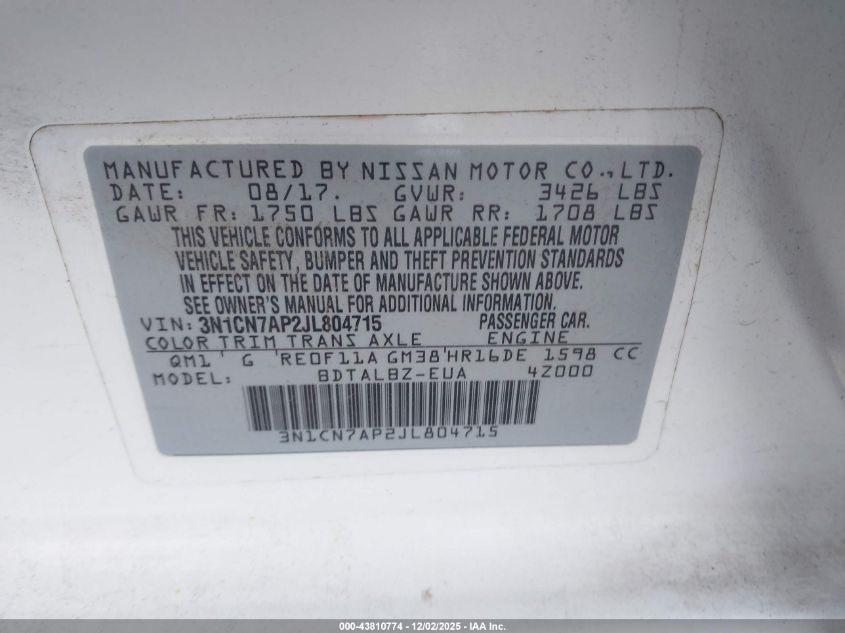 MANUFACTURED BY NISSAN MOTOR CO., LTD.
DATE: 08/17. GVWR: 3426 LBS
GAWR FR: 1750 LBS GAWR RR: 1708 LBS
THIS VEHICLE CONFORMS TO ALL APPLICABLE FEDERAL MOTOR
VEHICLE SAFETY, BUMPER AND THEFT PREVENTION STANDARDS
IN EFFECT ON THE DATE OF MANUFACTURE SHOWN ABOVE.
SEE OWNER'S MANUAL FOR ADDITIONAL INFORMATION.
VIN: 3N1CN7AP2JL804715 PASSENGER CAR.
COLOR TRIM TRANS AXLE ENGINE
QM1 ' G ' RE0F11A GM38'HR16DE 1598 CC
MODEL: BDTALBZ-EUA 4Z000
3N1CN7AP2JL804715
000-43810774 - 12/02/2025 - IAA Inc.